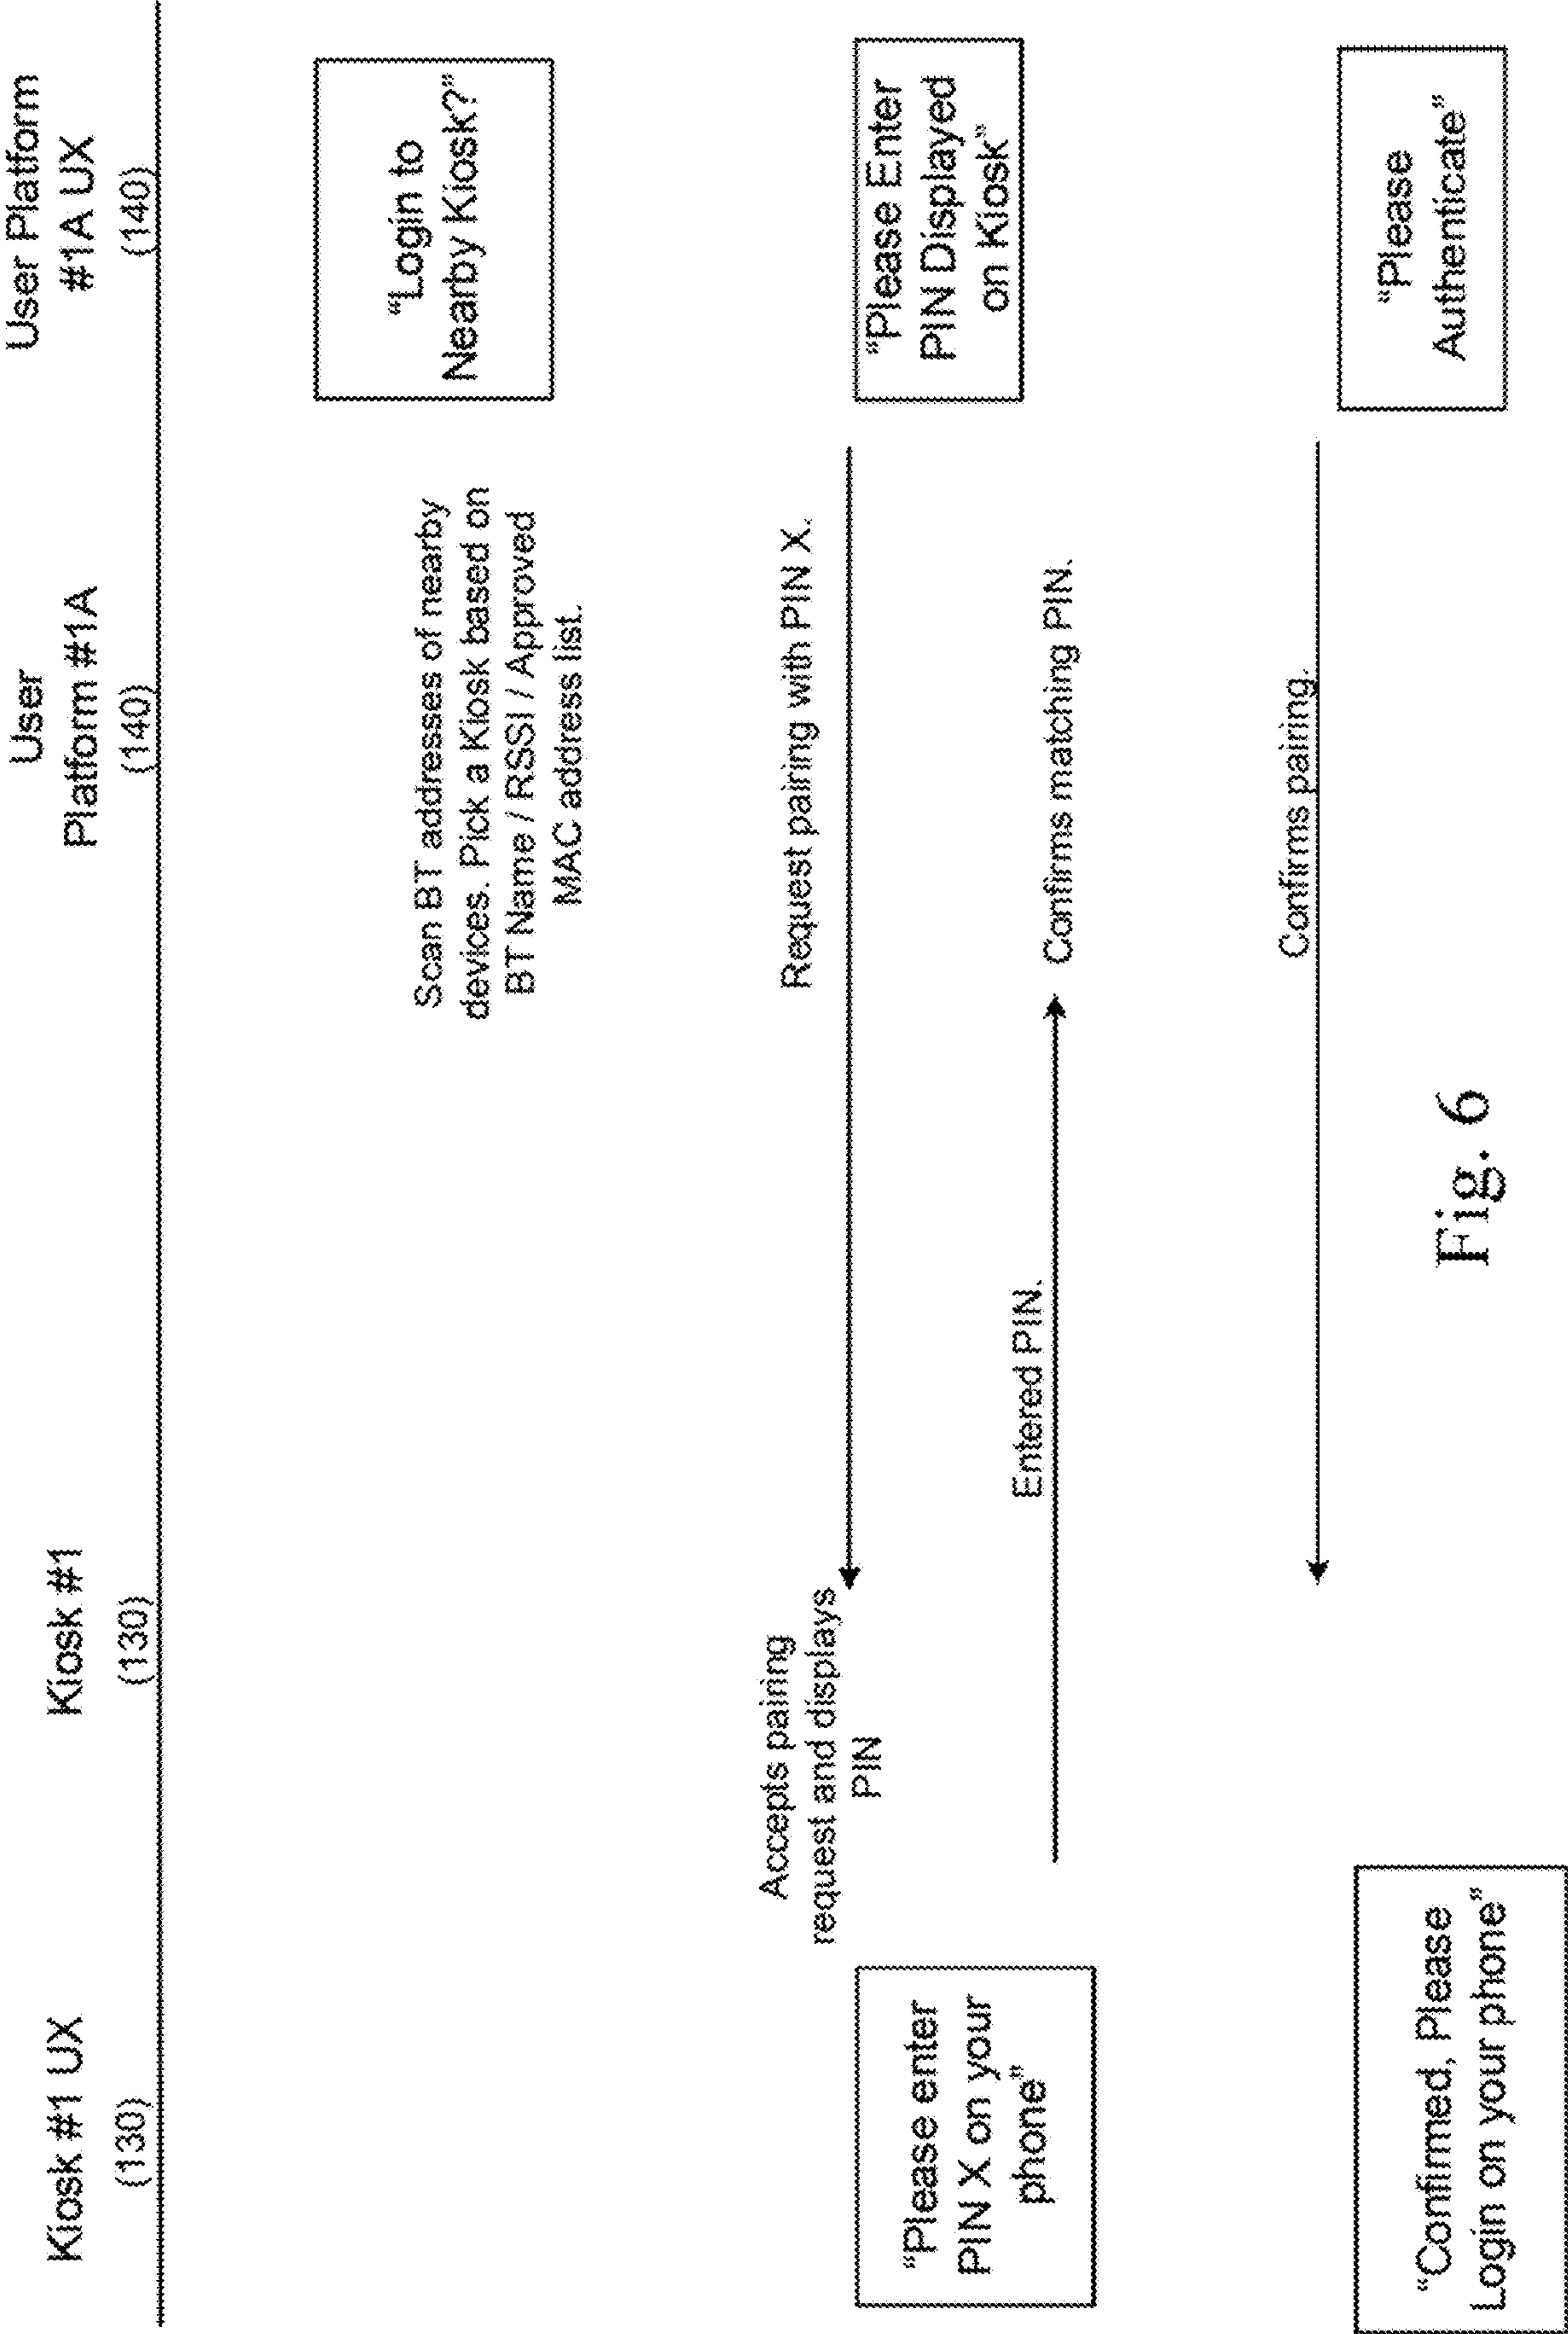 Kiosk #1 UX
(130)
Kiosk #1
(130)
User
Platform #1A
(140)
User Platform
#1A UX
(140)
“Login to
Nearby Kiosk?”
Scan BT addresses of nearby
devices. Pick a Kiosk based on
BT Name / RSSI / Approved
MAC address list.
Accepts pairing
request and displays
PIN
Request pairing with PIN X.
“Please enter
PIN X on your
phone”
“Please Enter
PIN Displayed
on Kiosk”
Entered PIN.
Confirms matching PIN.
Confirms pairing.
“Confirmed, Please
Login on your phone”
“Please
Authenticate”
Fig. 6